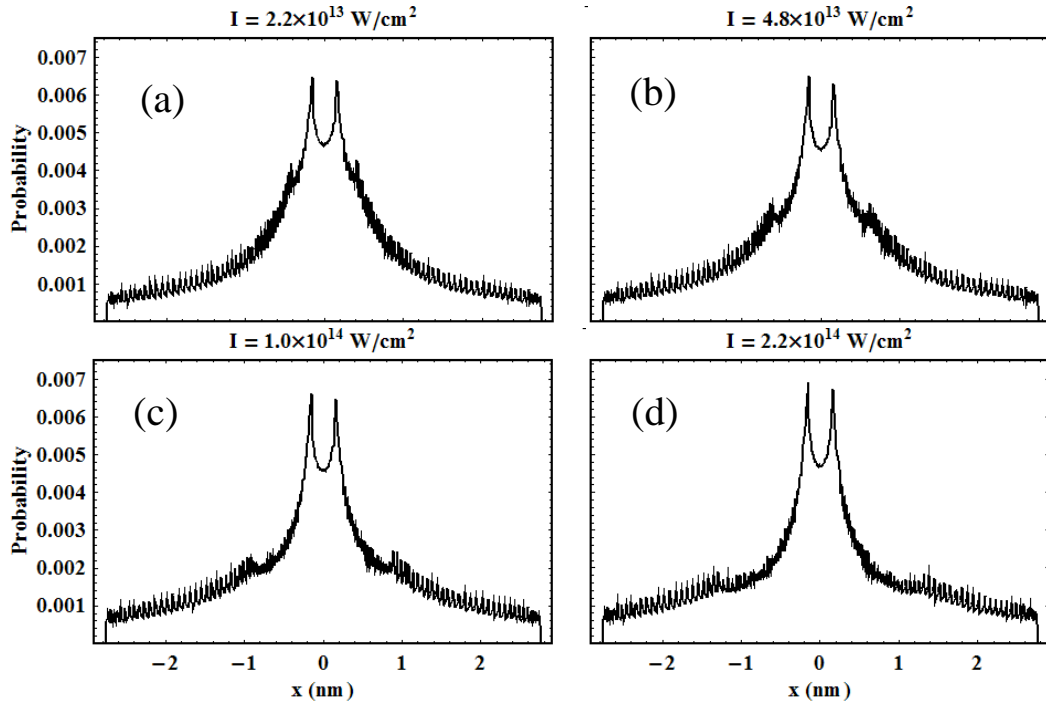 I = 2.2×10¹³ W/cm²
I = 4.8×10¹³ W/cm²
(a)
(b)
Probability
0.007
0.006
0.005
0.004
0.003
0.002
0.001
I = 1.0×10¹⁴ W/cm²
I = 2.2×10¹⁴ W/cm²
(c)
(d)
Probability
0.007
0.006
0.005
0.004
0.003
0.002
0.001
−2 −1 0 1 2
−2 −1 0 1 2
x (nm)
x (nm)